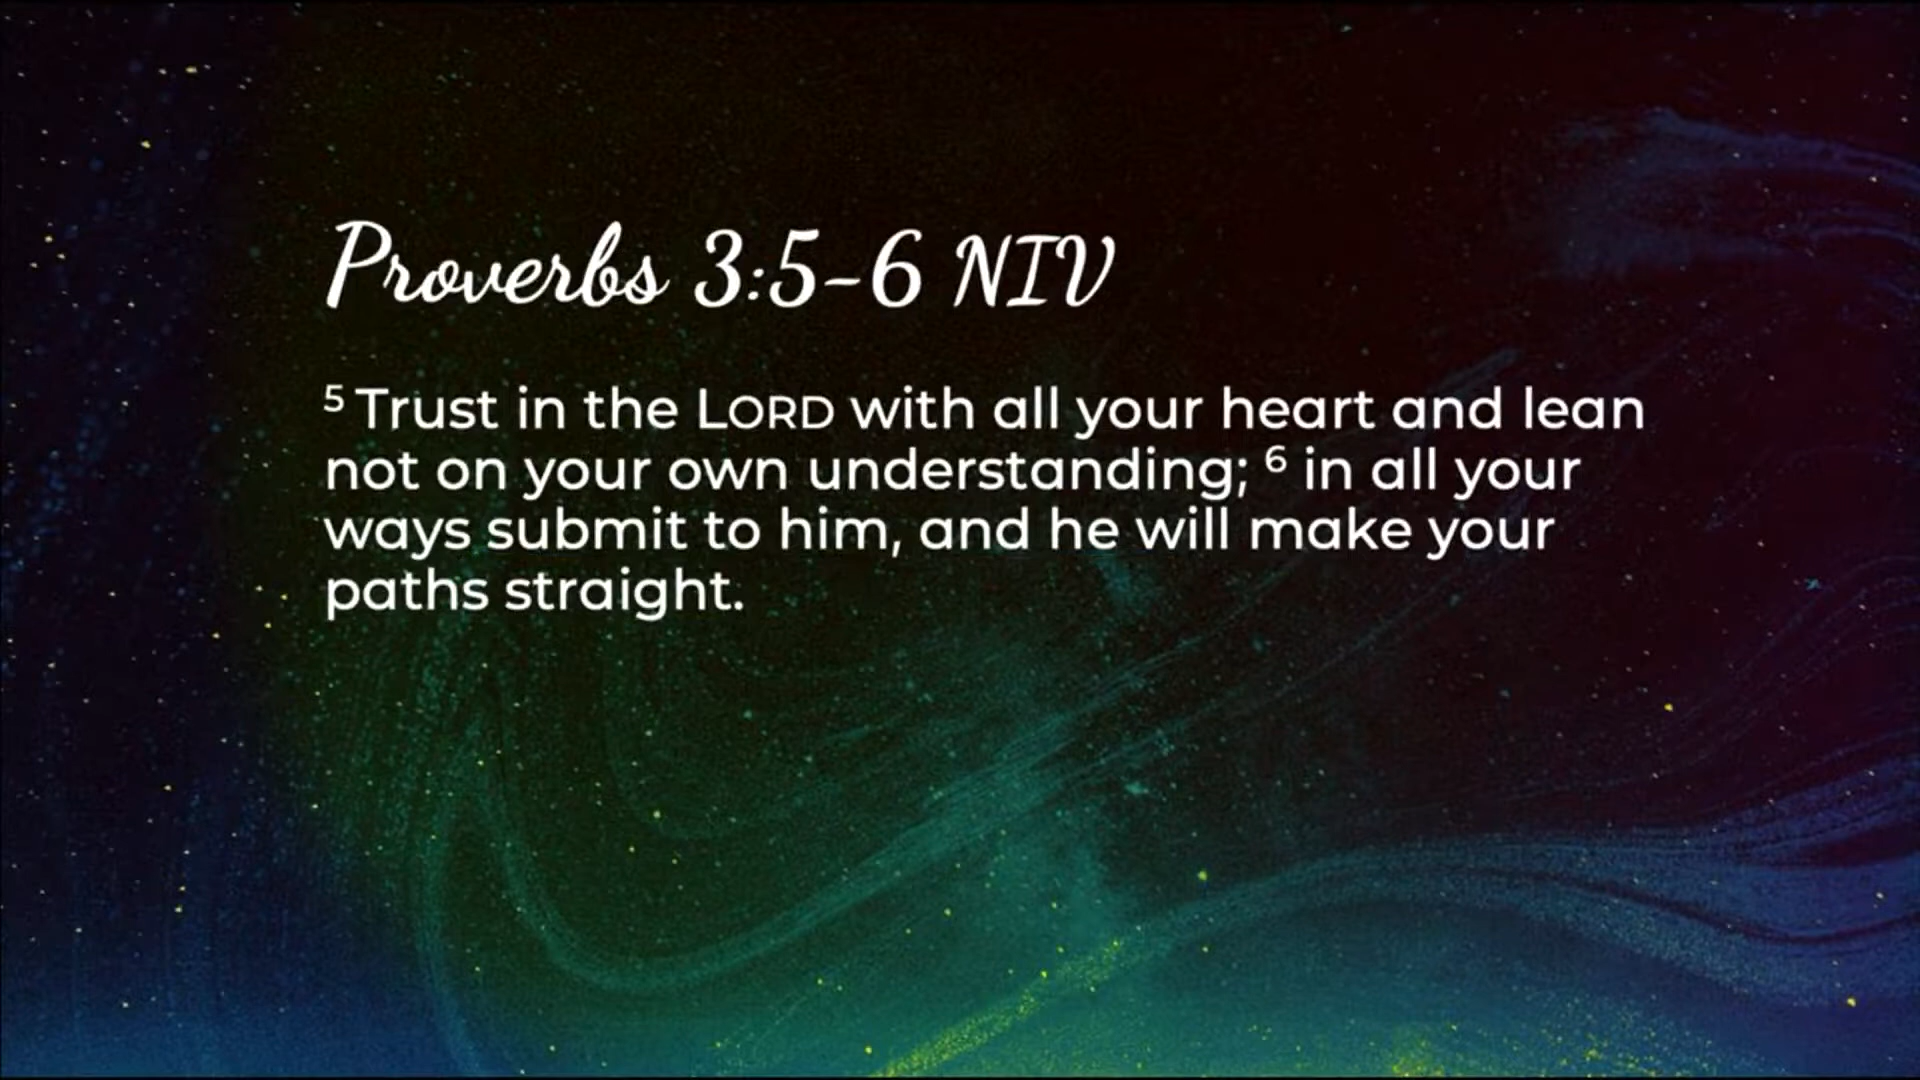 Proverbs 3:5-6 NIV
⁵ Trust in the LORD with all your heart and lean
not on your own understanding; ⁶ in all your
ways submit to him, and he will make your
paths straight.